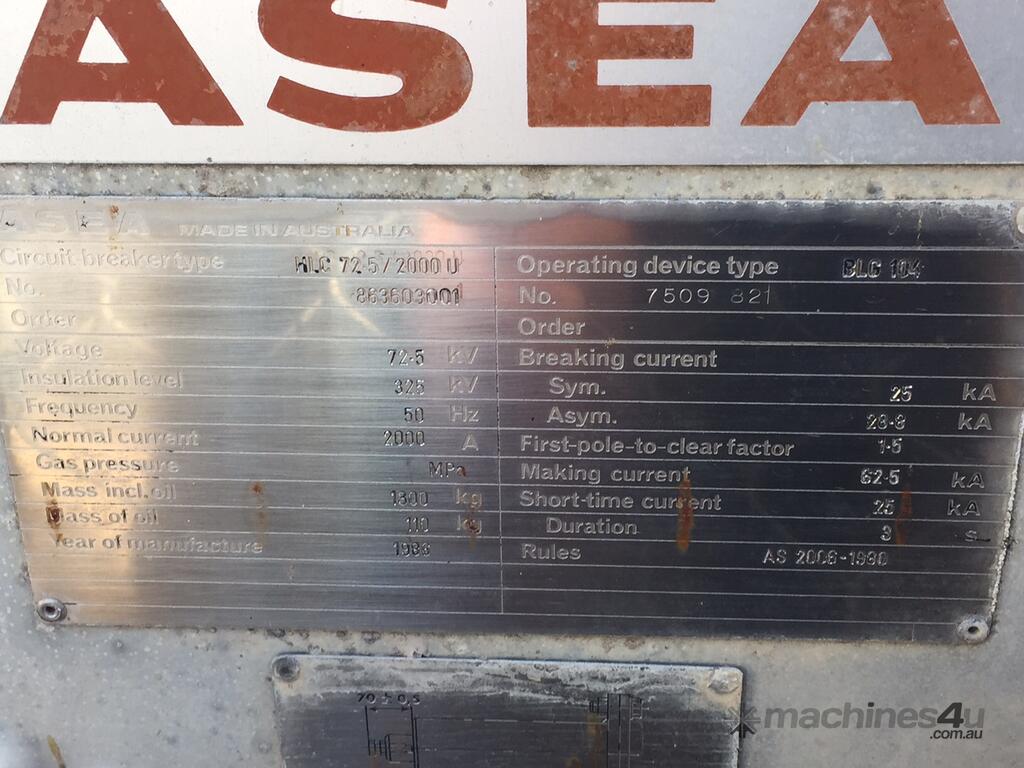 ASEA
ASEA MADE IN AUSTRALIA
Circuit-breaker type HLC 72·5/2000 U
No. 863603001
Order
Voltage 72·5 kV
Insulation level 325 kV
Frequency 50 Hz
Normal current 2000 A
Gas pressure MPa
Mass incl. oil 1300 kg
Mass of oil 110 kg
Year of manufacture
Operating device type BLG 104
No. 7509 821
Order
Breaking current
Sym. 25 kA
Asym. 28·8 kA
First-pole-to-clear factor 1·5
Making current 62·5 kA
Short-time current 25 kA
Duration 3 s
Rules AS 2006-1980
70 ± 0,5
machines4u
.com.au